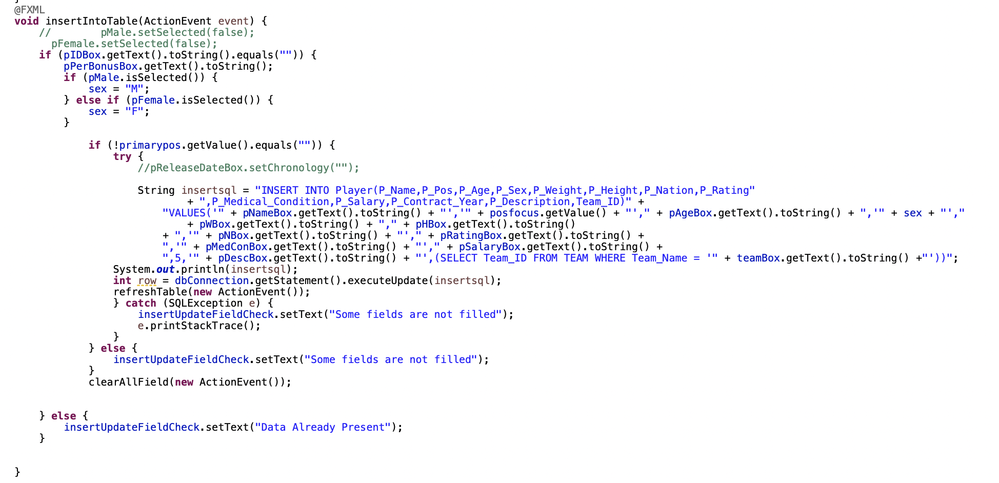 }
@FXML
void insertIntoTable(ActionEvent event) {
    //        pMale.setSelected(false);
      pFemale.setSelected(false);
    if (pIDBox.getText().toString().equals("")) {
        pPerBonusBox.getText().toString();
        if (pMale.isSelected()) {
            sex = "M";
        } else if (pFemale.isSelected()) {
            sex = "F";
        }
            if (!primarypos.getValue().equals("")) {
                try {
                    //pReleaseDateBox.setChronology("");
                    String insertsql = "INSERT INTO Player(P_Name,P_Pos,P_Age,P_Sex,P_Weight,P_Height,P_Nation,P_Rating"
                            + ",P_Medical_Condition,P_Salary,P_Contract_Year,P_Description,Team_ID)" +
                        "VALUES('" + pNameBox.getText().toString() + "','" + posfocus.getValue() + "'," + pAgeBox.getText().toString() + ",'" + sex + "',"
                            + pWBox.getText().toString() + "," + pHBox.getText().toString()
                        + ",'" + pNBox.getText().toString() + "'," + pRatingBox.getText().toString() +
                        ",'" + pMedConBox.getText().toString() + "'," + pSalaryBox.getText().toString() +
                        ",5,'" + pDescBox.getText().toString() + "',(SELECT Team_ID FROM TEAM WHERE Team_Name = '" + teamBox.getText().toString() +"'))";
                System.out.println(insertsql);
                int row = dbConnection.getStatement().executeUpdate(insertsql);
                refreshTable(new ActionEvent());
                } catch (SQLException e) {
                    insertUpdateFieldCheck.setText("Some fields are not filled");
                    e.printStackTrace();
                }
            } else {
                insertUpdateFieldCheck.setText("Some fields are not filled");
            }
            clearAllField(new ActionEvent());
    } else {
        insertUpdateFieldCheck.setText("Data Already Present");
    }
}